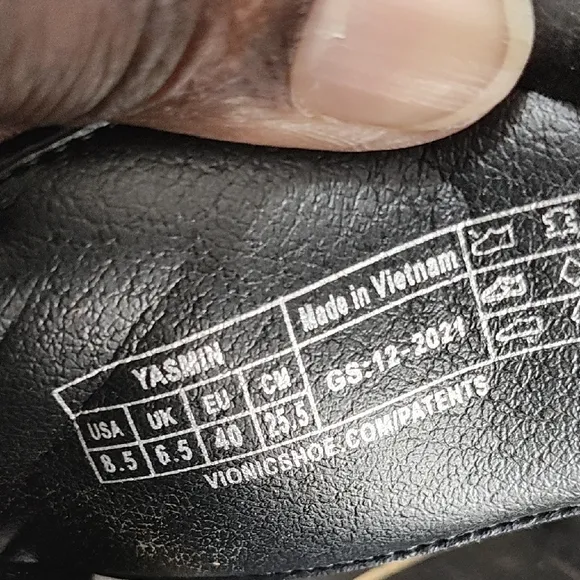 YASMIN
Made in Vietnam
USA UK EU CM
8.5 6.5 40 25.5
GS-12-2021
VIONICSHOE.COM/PATENTS